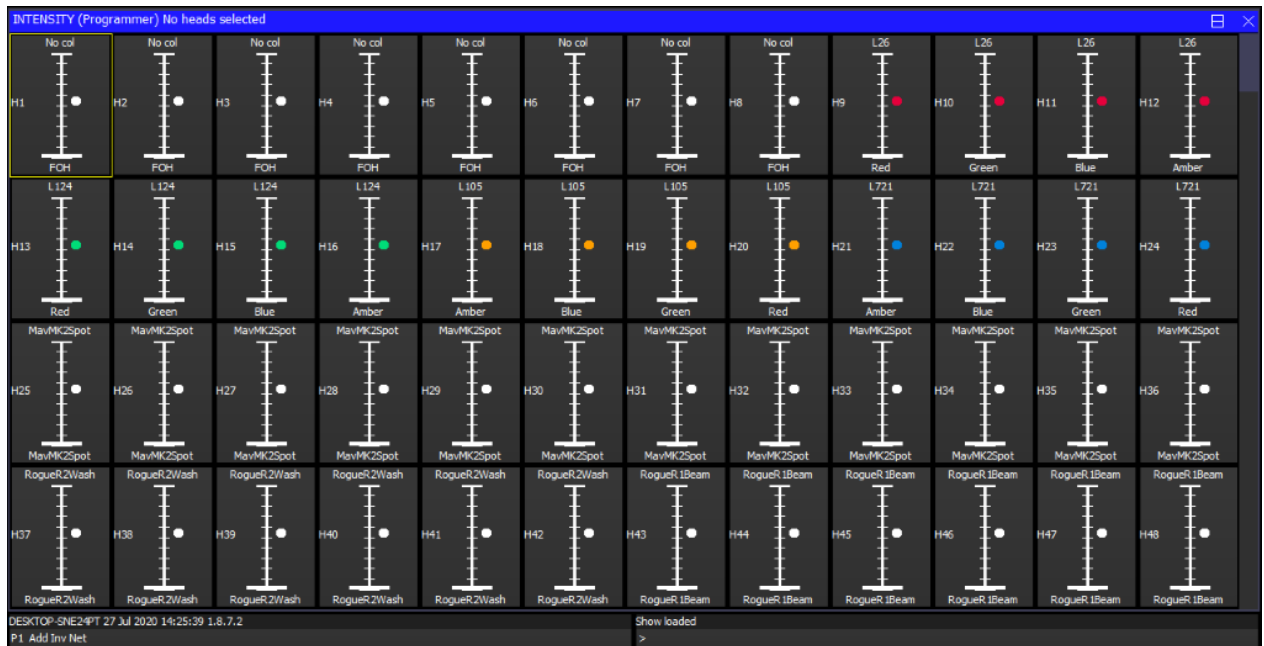 INTENSITY (Programmer) No heads selected
No col No col No col No col No col No col No col No col L26 L26 L26 L26
H1 H2 H3 H4 H5 H6 H7 H8 H9 H10 H11 H12
FOH FOH FOH FOH FOH FOH FOH FOH Red Green Blue Amber
L124 L124 L124 L124 L105 L105 L105 L105 L721 L721 L721 L721
H13 H14 H15 H16 H17 H18 H19 H20 H21 H22 H23 H24
Red Green Blue Amber Amber Blue Green Red Amber Blue Green Red
MavMK2Spot MavMK2Spot MavMK2Spot MavMK2Spot MavMK2Spot MavMK2Spot MavMK2Spot MavMK2Spot MavMK2Spot MavMK2Spot MavMK2Spot MavMK2Spot
H25 H26 H27 H28 H29 H30 H31 H32 H33 H34 H35 H36
MavMK2Spot MavMK2Spot MavMK2Spot MavMK2Spot MavMK2Spot MavMK2Spot MavMK2Spot MavMK2Spot MavMK2Spot MavMK2Spot MavMK2Spot MavMK2Spot
RogueR2Wash RogueR2Wash RogueR2Wash RogueR2Wash RogueR2Wash RogueR2Wash RogueR1Beam RogueR1Beam RogueR1Beam RogueR1Beam RogueR1Beam RogueR1Beam
H37 H38 H39 H40 H41 H42 H43 H44 H45 H46 H47 H48
RogueR2Wash RogueR2Wash RogueR2Wash RogueR2Wash RogueR2Wash RogueR2Wash RogueR1Beam RogueR1Beam RogueR1Beam RogueR1Beam RogueR1Beam RogueR1Beam
DESKTOP-SNE24PT 27 Jul 2020 14:25:39 1.8.7.2 Show loaded
P1 Add Inv Net >